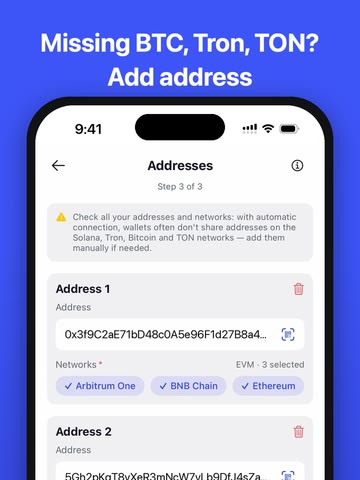 Missing BTC, Tron, TON?
Add address
9:41
Addresses
Step 3 of 3
Check all your addresses and networks: with automatic
connection, wallets often don't share addresses on the
Solana, Tron, Bitcoin and TON networks — add them
manually if needed.
Address 1
Address
0x3f9C2aE71bD48c0A5e96F1d27B8a4...
Networks * EVM · 3 selected
✓ Arbitrum One ✓ BNB Chain ✓ Ethereum
Address 2
Address